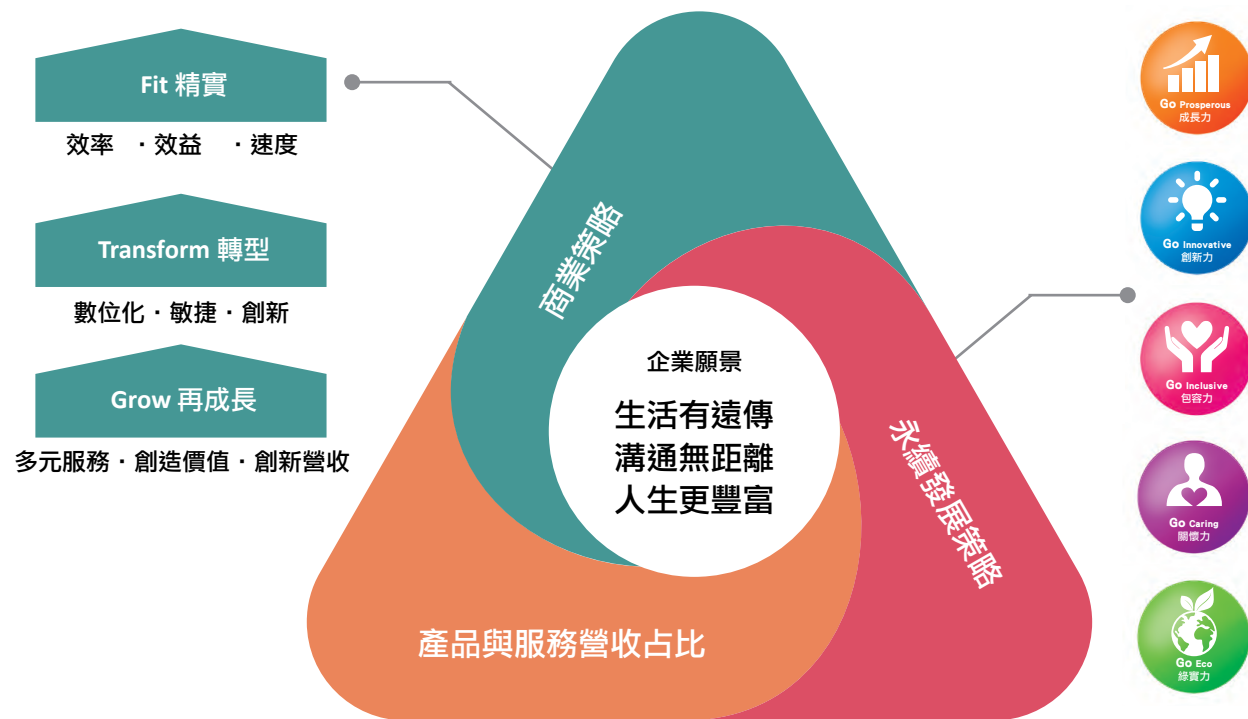 Fit 精實
效率 ・效益 ・速度
Transform 轉型
數位化・敏捷・創新
Grow 再成長
多元服務・創造價值・創新營收
商業策略
企業願景
生活有遠傳
溝通無距離
人生更豐富
永續發展策略
產品與服務營收占比
Go Prosperous
成長力
Go Innovative
創新力
Go Inclusive
包容力
Go Caring
關懷力
Go Eco
綠實力